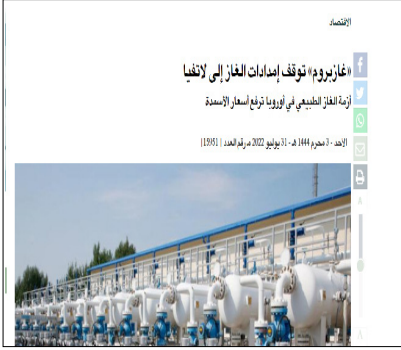 الاقتصاد
«غازبروم» توقف إمدادات الغاز إلى لاتفيا
أزمة الغاز الطبيعي في أوروبا ترفع أسعار الأسمدة
الأحد - 3 محرم 1444 هـ - 31 يوليو 2022 مـ رقم العدد [ 15951]